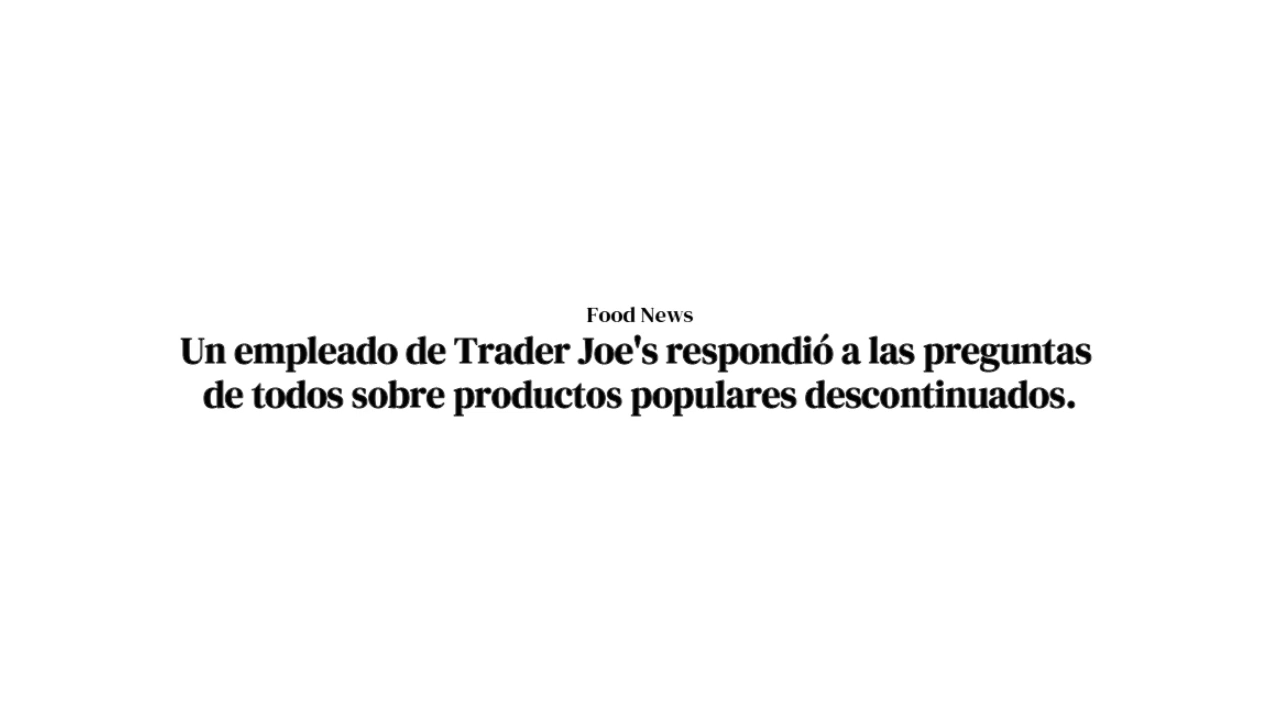 Food News
Un empleado de Trader Joe's respondió a las preguntas
de todos sobre productos populares descontinuados.